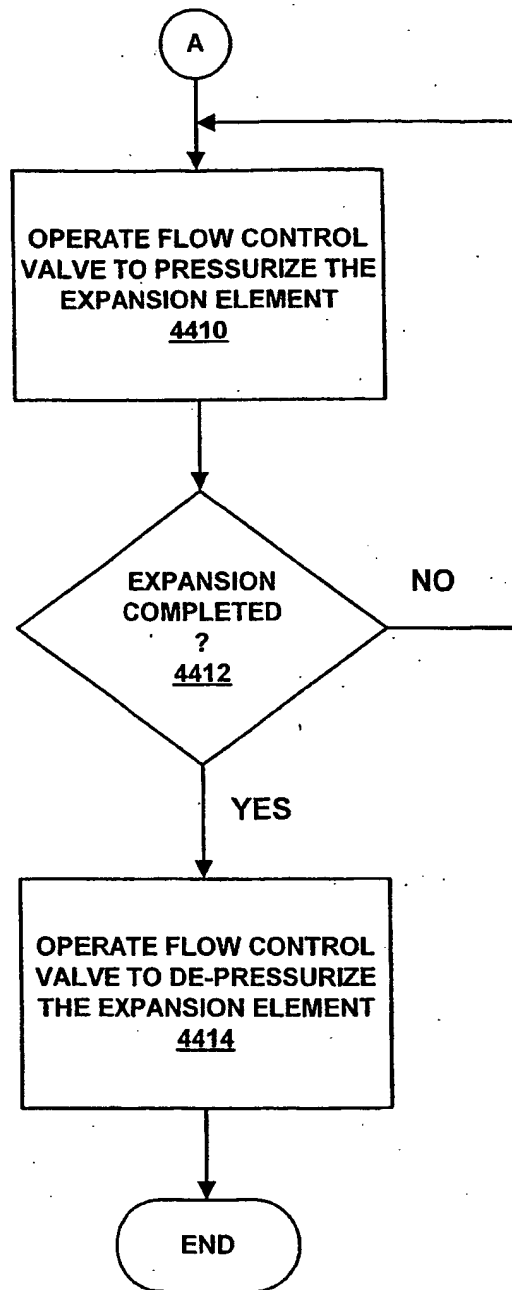 A
OPERATE FLOW CONTROL
VALVE TO PRESSURIZE THE
EXPANSION ELEMENT
4410
EXPANSION
COMPLETED
?
4412
NO
YES
OPERATE FLOW CONTROL
VALVE TO DE-PRESSURIZE
THE EXPANSION ELEMENT
4414
END